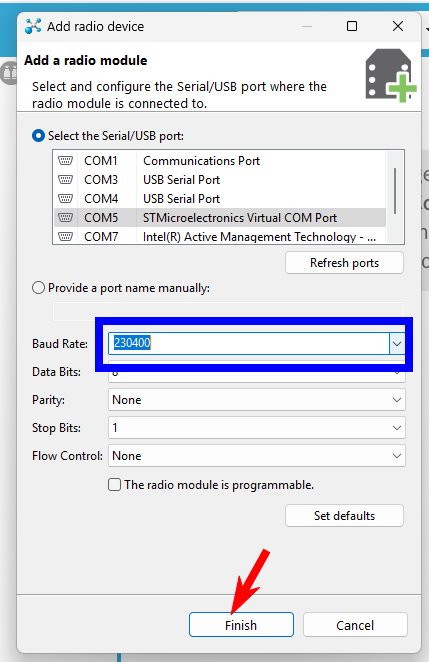 Add radio device
Add a radio module
Select and configure the Serial/USB port where the
radio module is connected to.
Select the Serial/USB port:
COM1 Communications Port
COM3 USB Serial Port
COM4 USB Serial Port
COM5 STMicroelectronics Virtual COM Port
COM7 Intel(R) Active Management Technology - ...
Refresh ports
Provide a port name manually:
Baud Rate: 230400
Data Bits: 8
Parity: None
Stop Bits: 1
Flow Control: None
The radio module is programmable.
Set defaults
Finish Cancel